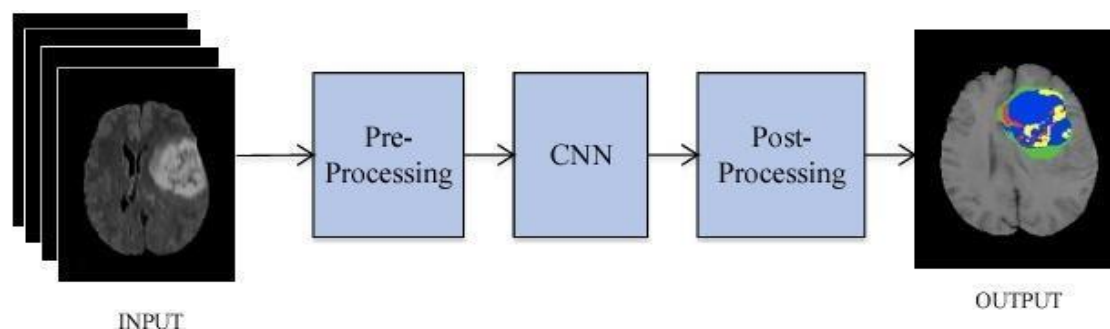 Pre-
Processing
CNN
Post-
Processing
INPUT
OUTPUT